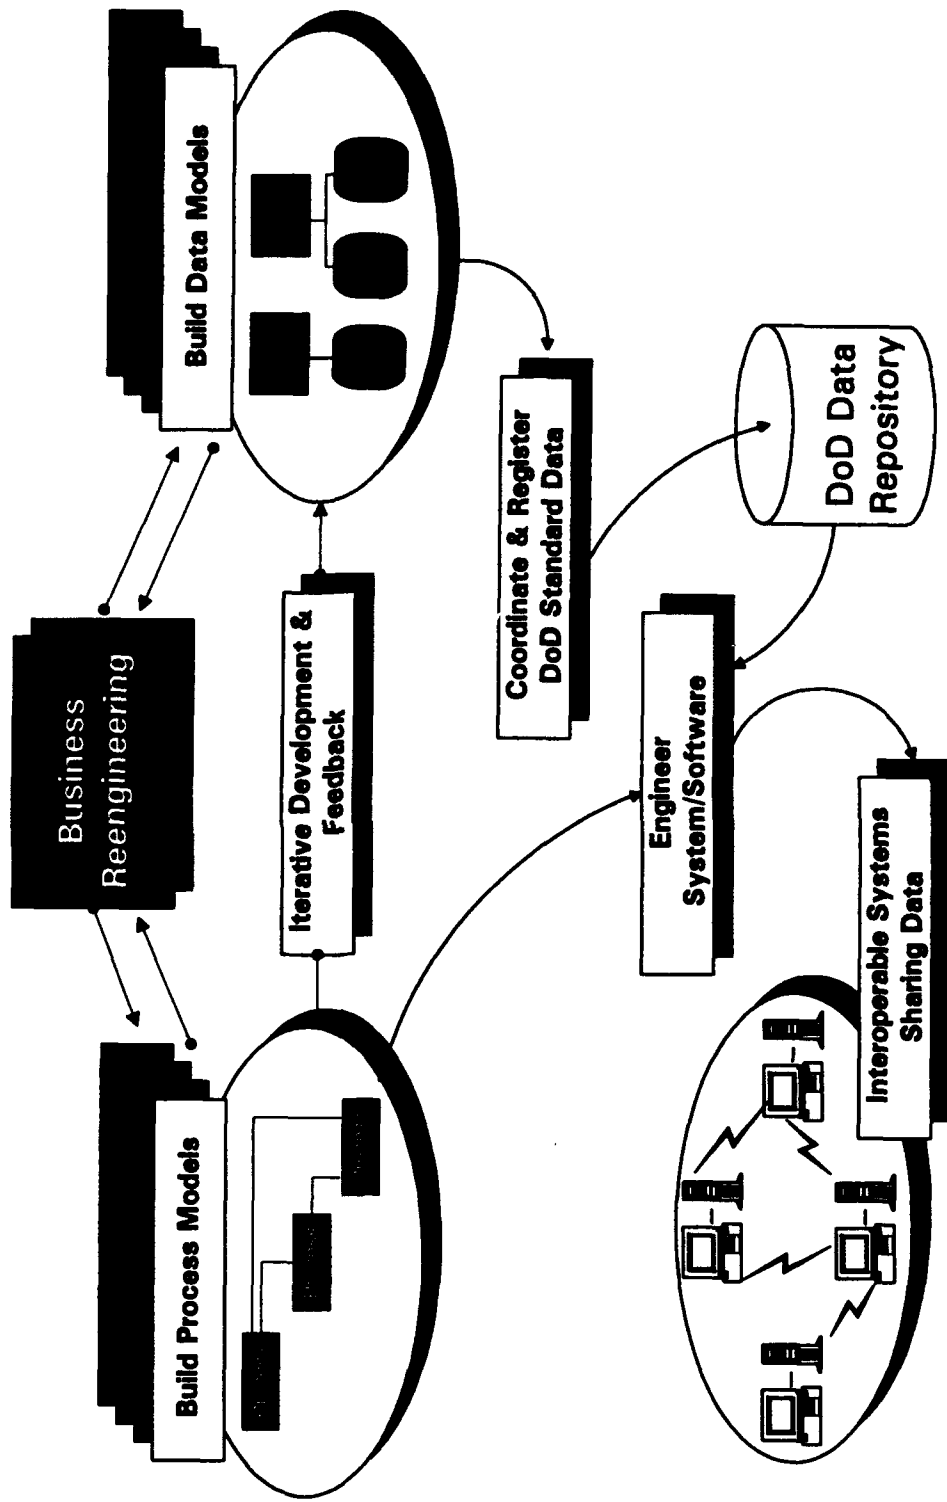 Business
Reengineering
Build Process Models
Build Data Models
Iterative Development &
Feedback
Coordinate & Register
DoD Standard Data
Engineer
System/Software
DoD Data
Repository
Interoperable Systems
Sharing Data